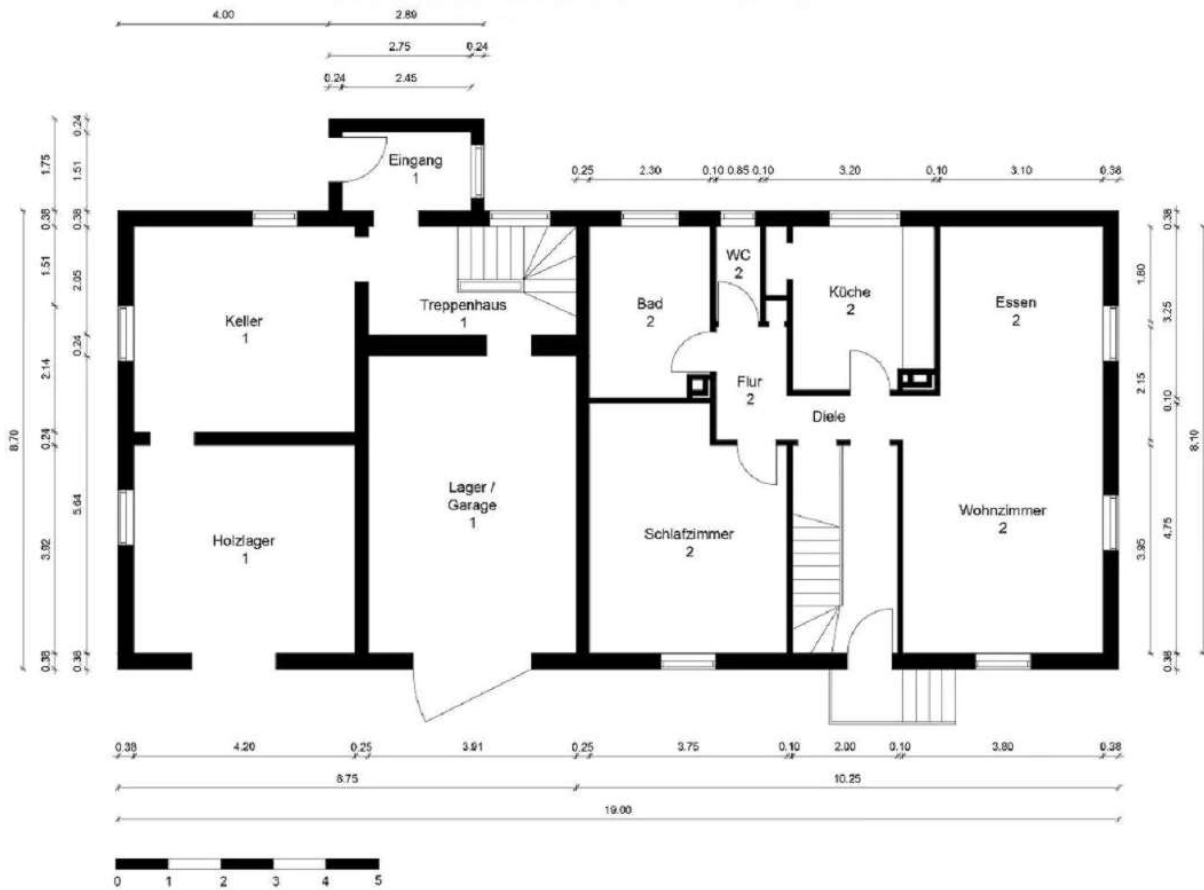 4.00 2.89
2.75 0.24
0.24 2.45
0.25 2.30 0.10 0.85 0.10 3.20 0.10 3.10 0.38
1.75
0.38
1.51
2.14
0.24
3.92
0.38
0.24
1.51
0.38
2.05
0.24
5.64
0.38
8.70
Eingang
1
Keller
1
Treppenhaus
1
Bad
2
WC
2
Küche
2
Essen
2
Flur
2
Diele
Holzlager
1
Lager /
Garage
1
Schlafzimmer
2
Wohnzimmer
2
1.80
2.15
3.95
0.38
3.25
0.10
4.75
0.38
8.10
0.38 4.20 0.25 3.91 0.25 3.75 0.10 2.00 0.10 3.80 0.38
8.75 10.25
19.00
0 1 2 3 4 5